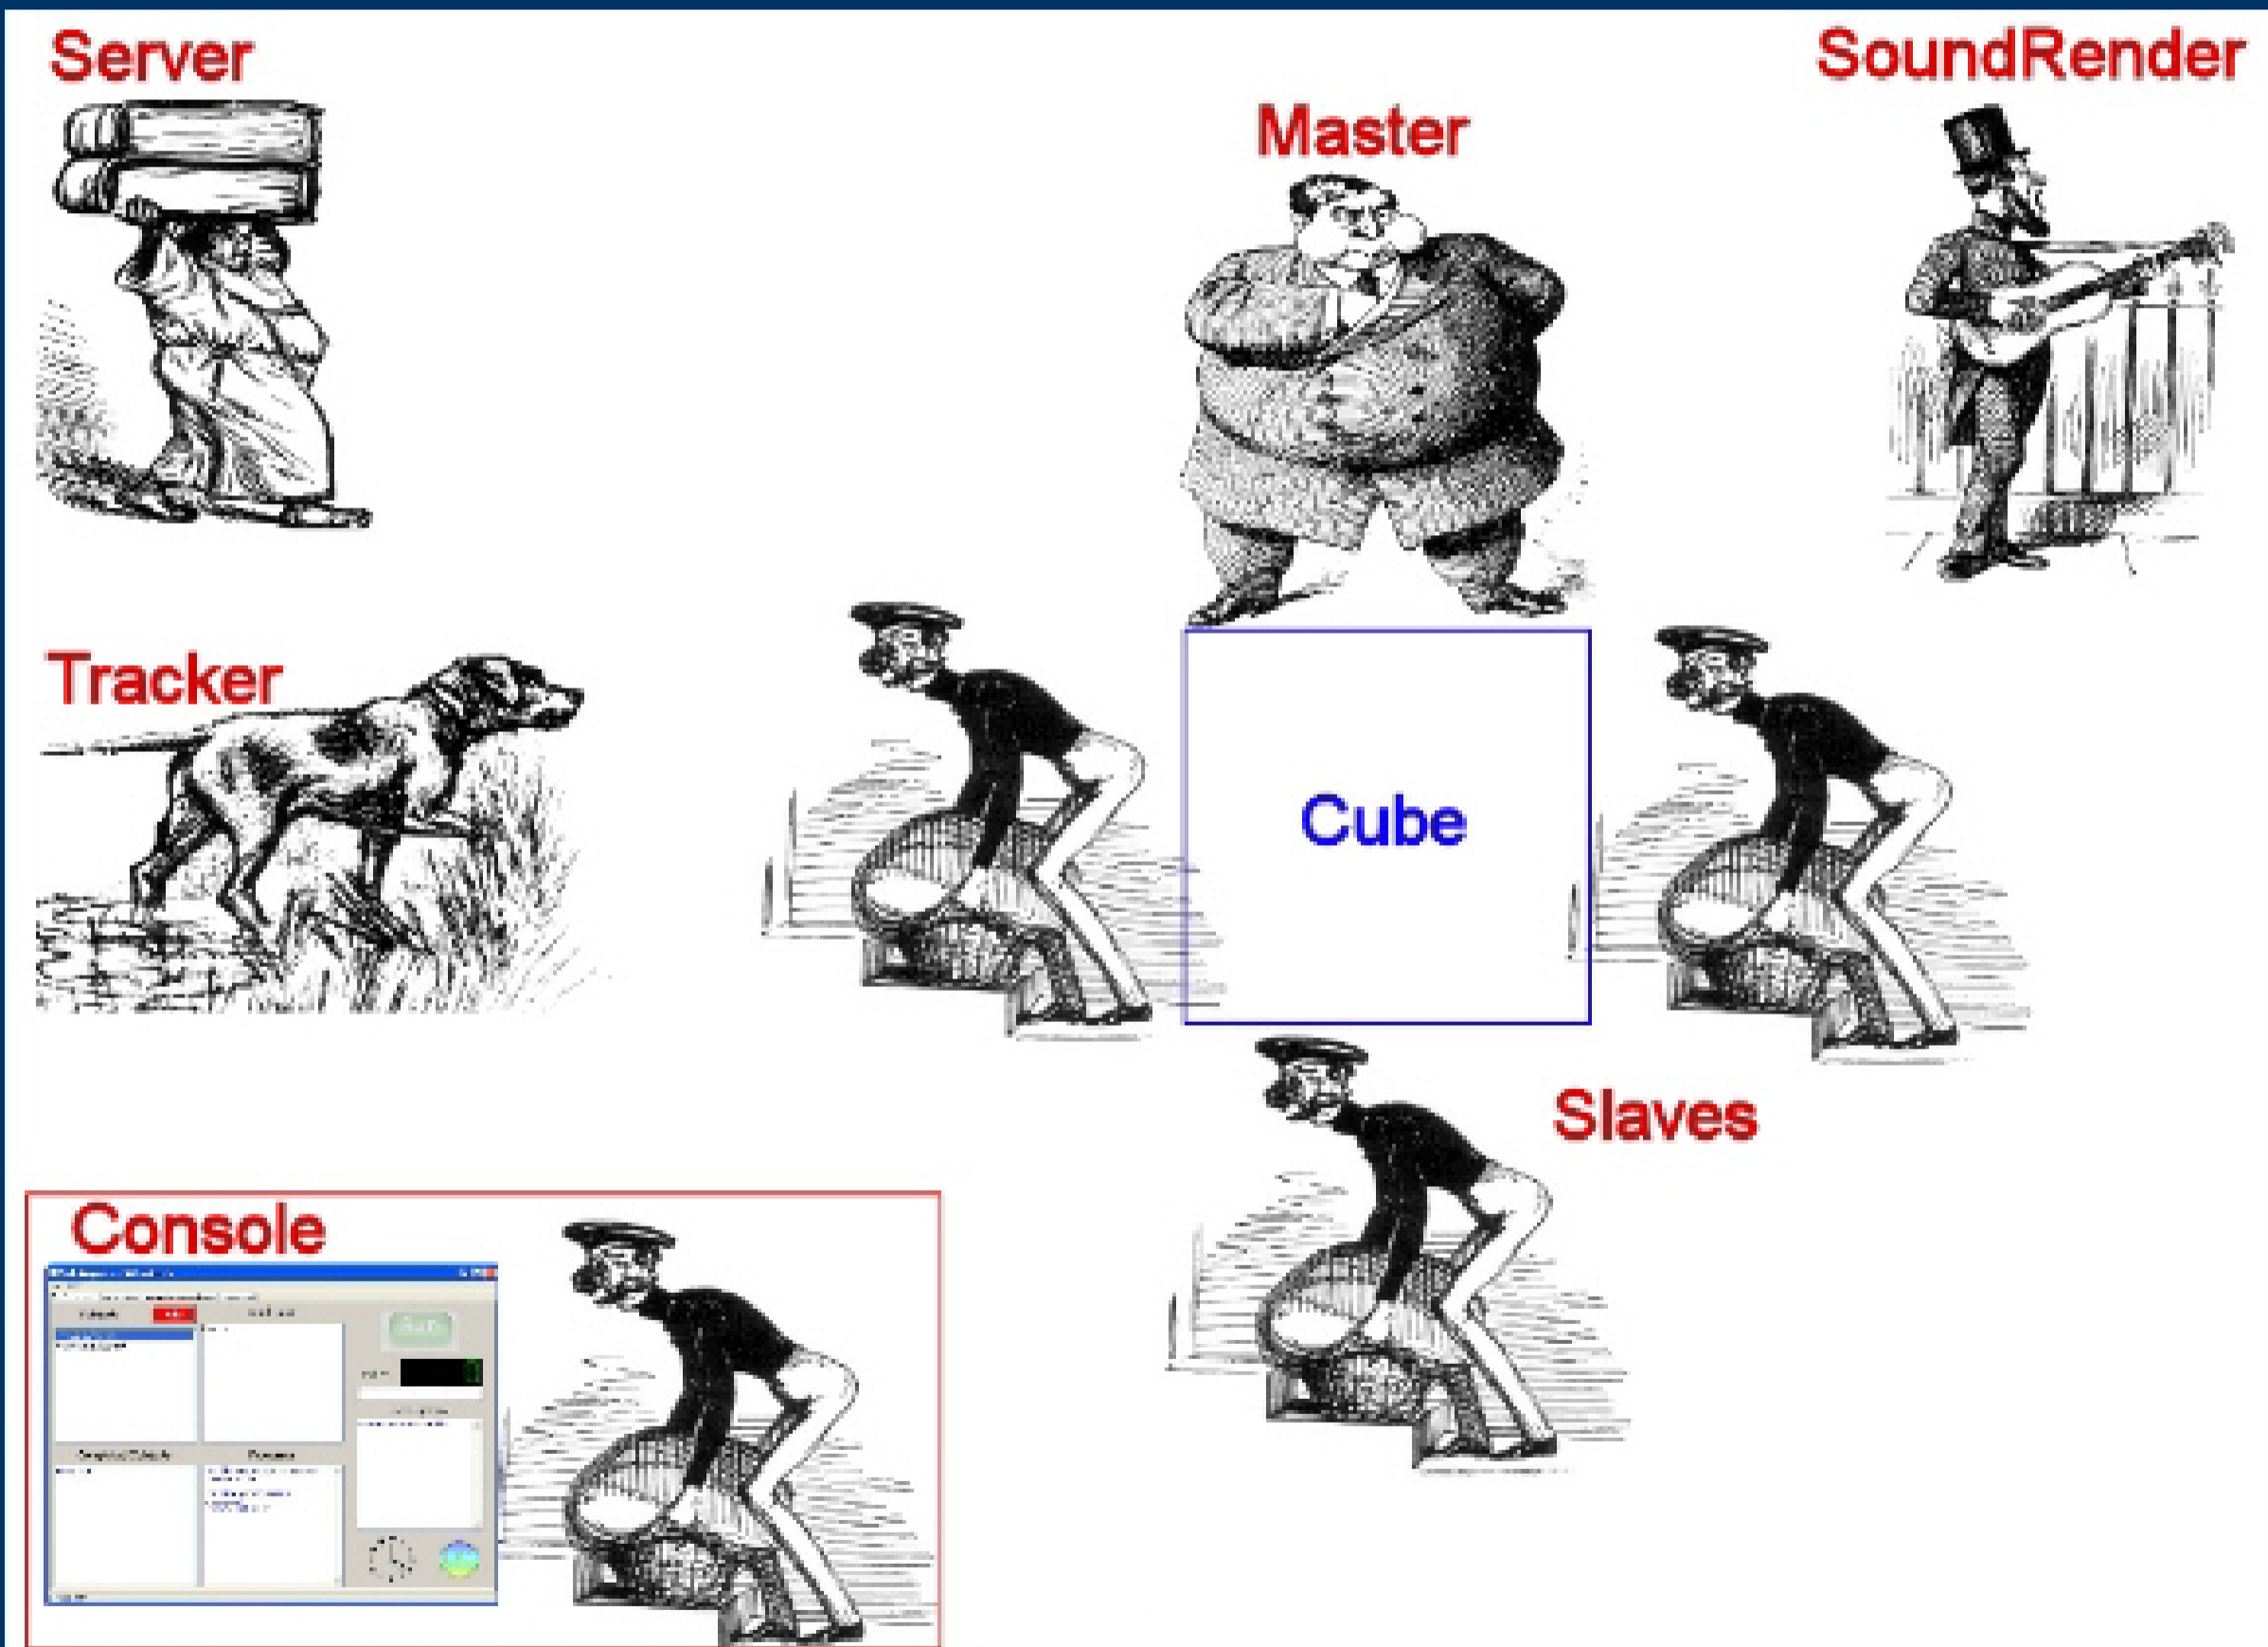 Server
SoundRender
Master
Tracker
Cube
Slaves
Console